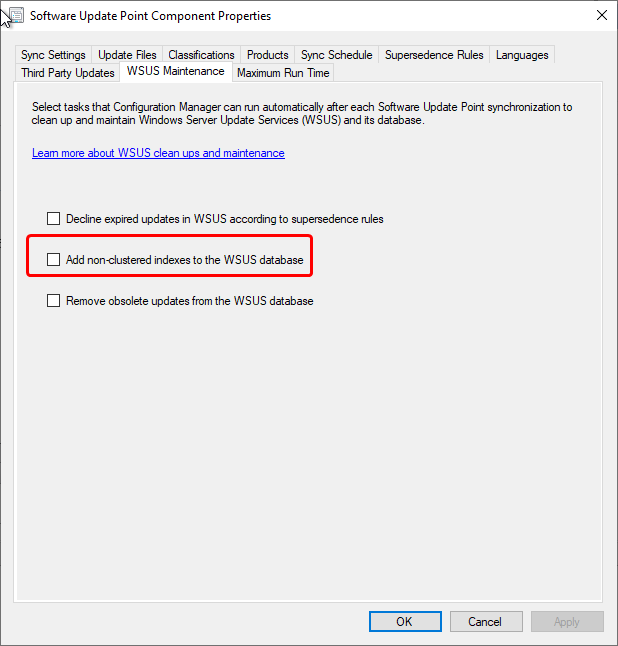 Software Update Point Component Properties
Sync Settings Update Files Classifications Products Sync Schedule Supersedence Rules Languages
Third Party Updates WSUS Maintenance Maximum Run Time
Select tasks that Configuration Manager can run automatically after each Software Update Point synchronization to
clean up and maintain Windows Server Update Services (WSUS) and its database.
Learn more about WSUS clean ups and maintenance
Decline expired updates in WSUS according to supersedence rules
Add non-clustered indexes to the WSUS database
Remove obsolete updates from the WSUS database
OK Cancel Apply